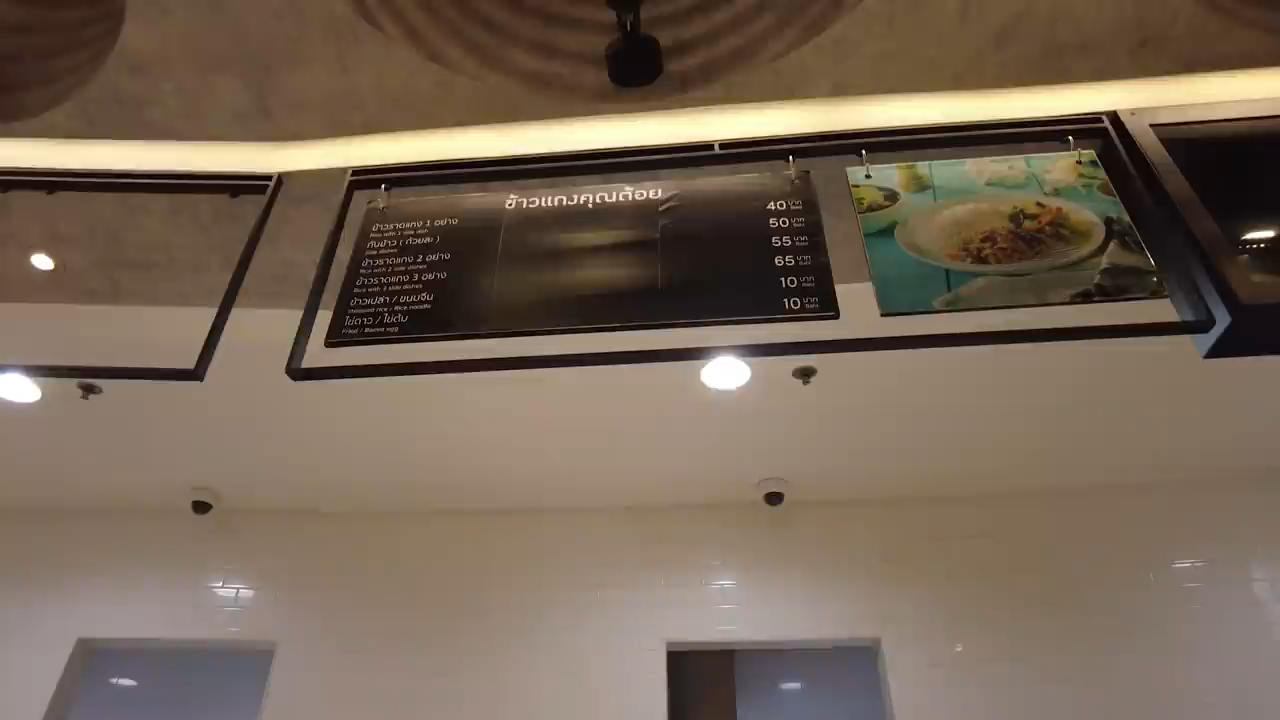 ข้าวแกงคุณต้อย
ข้าวราดแกง 1 อย่าง 40 บาท
Rice with 1 side dish Baht
กับข้าว ( ถ้วยละ ) 50 บาท
Side dishes Baht
ข้าวราดแกง 2 อย่าง 55 บาท
Rice with 2 side dishes Baht
ข้าวราดแกง 3 อย่าง 65 บาท
Rice with 3 side dishes Baht
ข้าวเปล่า / ขนมจีน 10 บาท
Steamed rice / Rice noodle Baht
ไข่ดาว / ไข่ต้ม 10 บาท
Fried / Boiled egg Baht